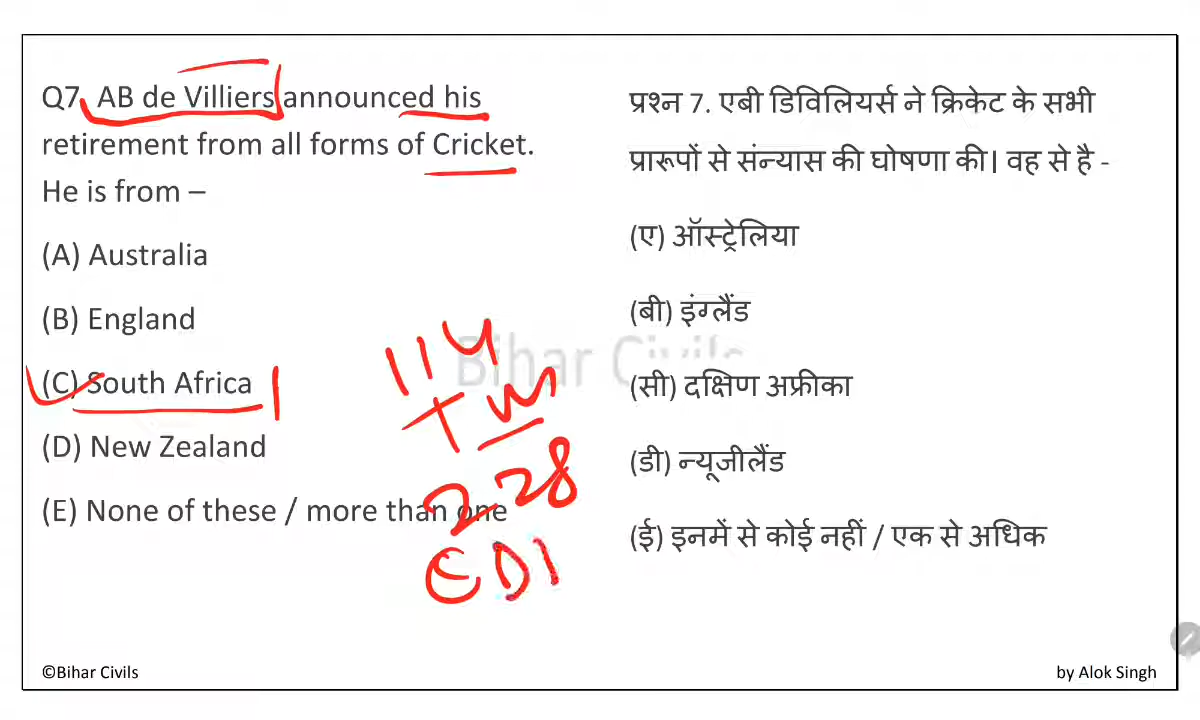 Q7. AB de Villiers announced his
retirement from all forms of Cricket.
He is from –
(A) Australia
(B) England
(C) South Africa
(D) New Zealand
(E) None of these / more than one
प्रश्न 7. एबी डिविलियर्स ने क्रिकेट के सभी
प्रारूपों से संन्यास की घोषणा की। वह से है -
(ए) ऑस्ट्रेलिया
(बी) इंग्लैंड
(सी) दक्षिण अफ्रीका
(डी) न्यूजीलैंड
(ई) इनमें से कोई नहीं / एक से अधिक
Bihar Civils
114
228
©Bihar Civils
by Alok Singh